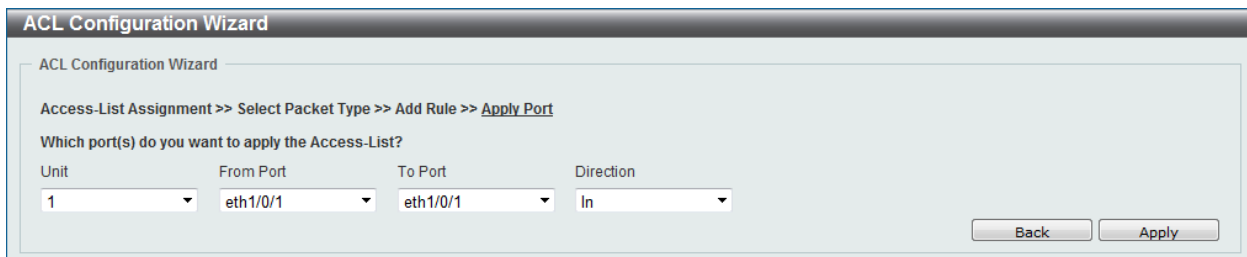 ACL Configuration Wizard
ACL Configuration Wizard
Access-List Assignment >> Select Packet Type >> Add Rule >> Apply Port
Which port(s) do you want to apply the Access-List?
Unit From Port To Port Direction
1 eth1/0/1 eth1/0/1 In
Back Apply